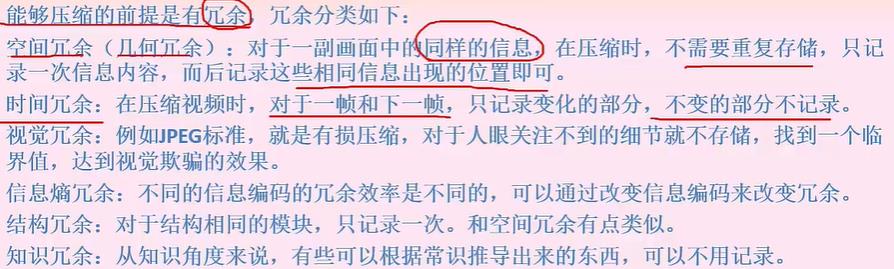 能够压缩的前提是有冗余，冗余分类如下：
空间冗余（几何冗余）：对于一副画面中的同样的信息，在压缩时，不需要重复存储，只记
录一次信息内容，而后记录这些相同信息出现的位置即可。
时间冗余：在压缩视频时，对于一帧和下一帧，只记录变化的部分，不变的部分不记录。
视觉冗余：例如JPEG标准，就是有损压缩，对于人眼关注不到的细节就不存储，找到一个临
界值，达到视觉欺骗的效果。
信息熵冗余：不同的信息编码的冗余效率是不同的，可以通过改变信息编码来改变冗余。
结构冗余：对于结构相同的模块，只记录一次。和空间冗余有点类似。
知识冗余：从知识角度来说，有些可以根据常识推导出来的东西，可以不用记录。